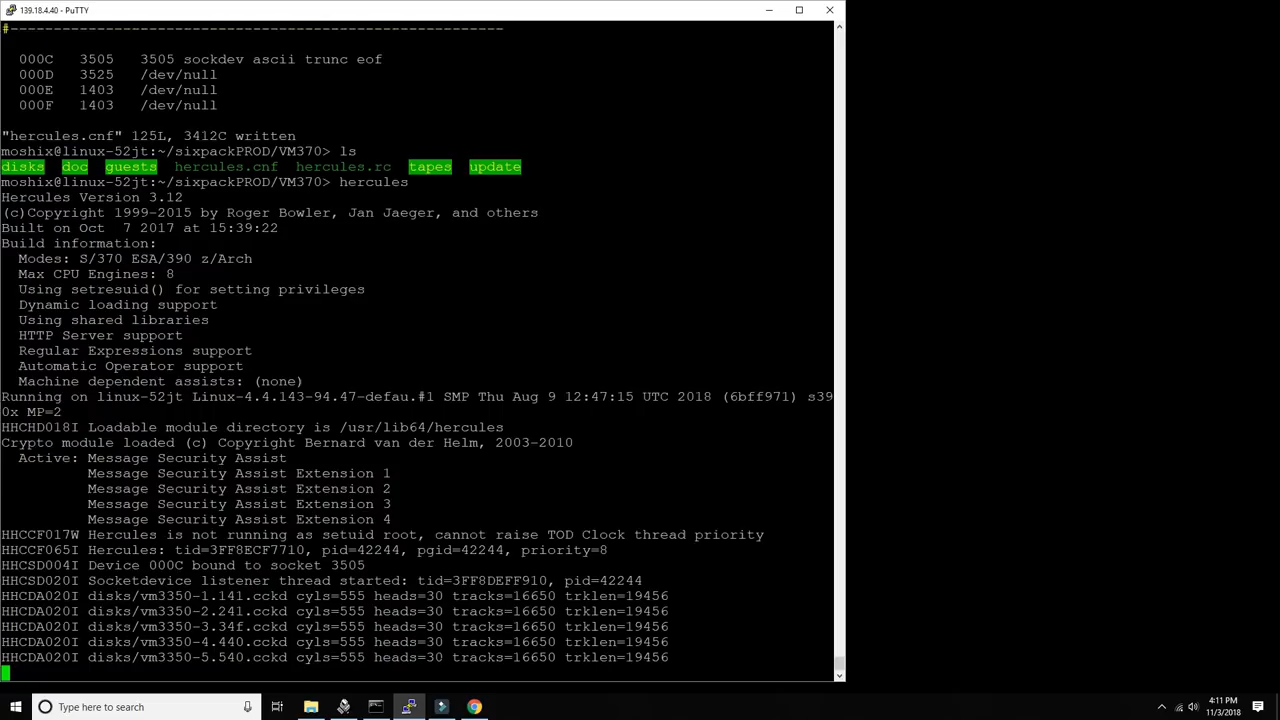 139.18.4.40 - PuTTY
#---------------------------------------------------------
000C   3505   3505 sockdev ascii trunc eof
000D   3525   /dev/null
000E   1403   /dev/null
000F   1403   /dev/null
"hercules.cnf" 125L, 3412C written
moshix@linux-52jt:~/sixpackPROD/VM370> ls
disks  doc  guests  hercules.cnf  hercules.rc  tapes  update
moshix@linux-52jt:~/sixpackPROD/VM370> hercules
Hercules Version 3.12
(c)Copyright 1999-2015 by Roger Bowler, Jan Jaeger, and others
Built on Oct  7 2017 at 15:39:22
Build information:
Modes: S/370 ESA/390 z/Arch
Max CPU Engines: 8
Using setresuid() for setting privileges
Dynamic loading support
Using shared libraries
HTTP Server support
Regular Expressions support
Automatic Operator support
Machine dependent assists: (none)
Running on linux-52jt Linux-4.4.143-94.47-defau.#1 SMP Thu Aug 9 12:47:15 UTC 2018 (6bff971) s39
0x MP=2
HHCHD018I Loadable module directory is /usr/lib64/hercules
Crypto module loaded (c) Copyright Bernard van der Helm, 2003-2010
Active: Message Security Assist
Message Security Assist Extension 1
Message Security Assist Extension 2
Message Security Assist Extension 3
Message Security Assist Extension 4
HHCCF017W Hercules is not running as setuid root, cannot raise TOD Clock thread priority
HHCCF065I Hercules: tid=3FF8ECF7710, pid=42244, pgid=42244, priority=8
HHCSD004I Device 000C bound to socket 3505
HHCSD020I Socketdevice listener thread started: tid=3FF8DEFF910, pid=42244
HHCDA020I disks/vm3350-1.141.cckd cyls=555 heads=30 tracks=16650 trklen=19456
HHCDA020I disks/vm3350-2.241.cckd cyls=555 heads=30 tracks=16650 trklen=19456
HHCDA020I disks/vm3350-3.34f.cckd cyls=555 heads=30 tracks=16650 trklen=19456
HHCDA020I disks/vm3350-4.440.cckd cyls=555 heads=30 tracks=16650 trklen=19456
HHCDA020I disks/vm3350-5.540.cckd cyls=555 heads=30 tracks=16650 trklen=19456
Type here to search
4:11 PM
11/3/2018